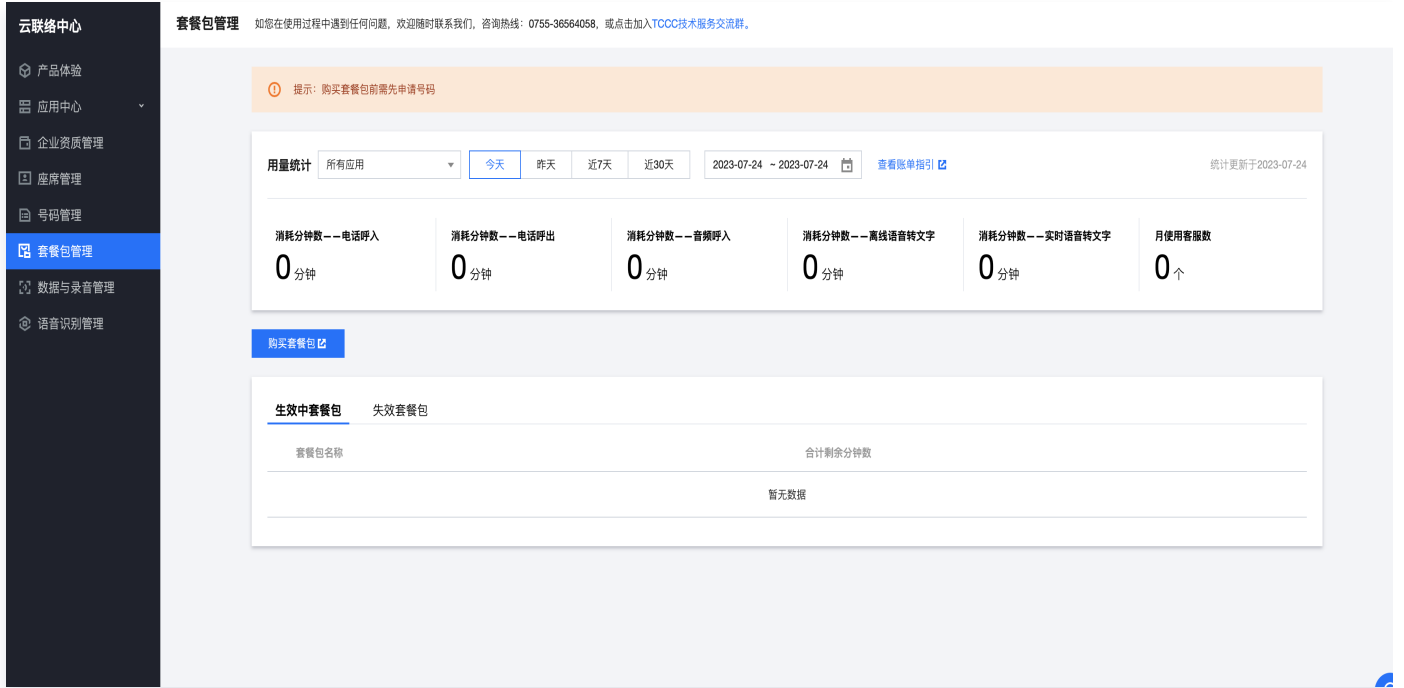 云联络中心
产品体验
应用中心
企业资质管理
座席管理
号码管理
套餐包管理
数据与录音管理
语音识别管理
套餐包管理 如您在使用过程中遇到任何问题，欢迎随时联系我们，咨询热线：0755-36564058，或点击加入TCCC技术服务交流群。
提示：购买套餐包前需先申请号码
用量统计 所有应用 今天 昨天 近7天 近30天 2023-07-24 ~ 2023-07-24 查看账单指引 统计更新于2023-07-24
消耗分钟数——电话呼入 消耗分钟数——电话呼出 消耗分钟数——音频呼入 消耗分钟数——离线语音转文字 消耗分钟数——实时语音转文字 月使用客服数
0 分钟 0 分钟 0 分钟 0 分钟 0 分钟 0 个
购买套餐包
生效中套餐包 失效套餐包
套餐包名称 合计剩余分钟数
暂无数据